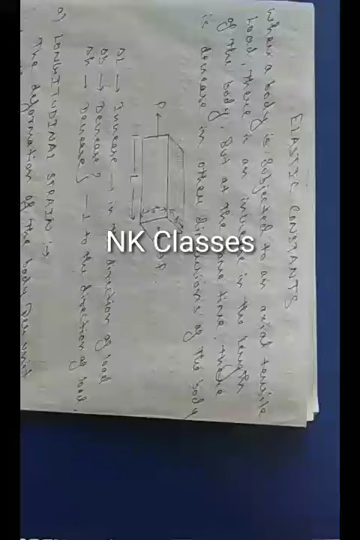 ELASTIC CONSTANTS
when a body is subjected to an axial tensile
load, there is an increase in the length
of the body. But at the same time, there
is decrease in other dimensions of the body
P
L
P
NK Classes
δL → Increase → in the direction of load
δb → Decrease
δd → Decrease } → ⊥ to the direction of load.
a) LONGITUDINAL STRAIN :-
The deformation of the body per unit